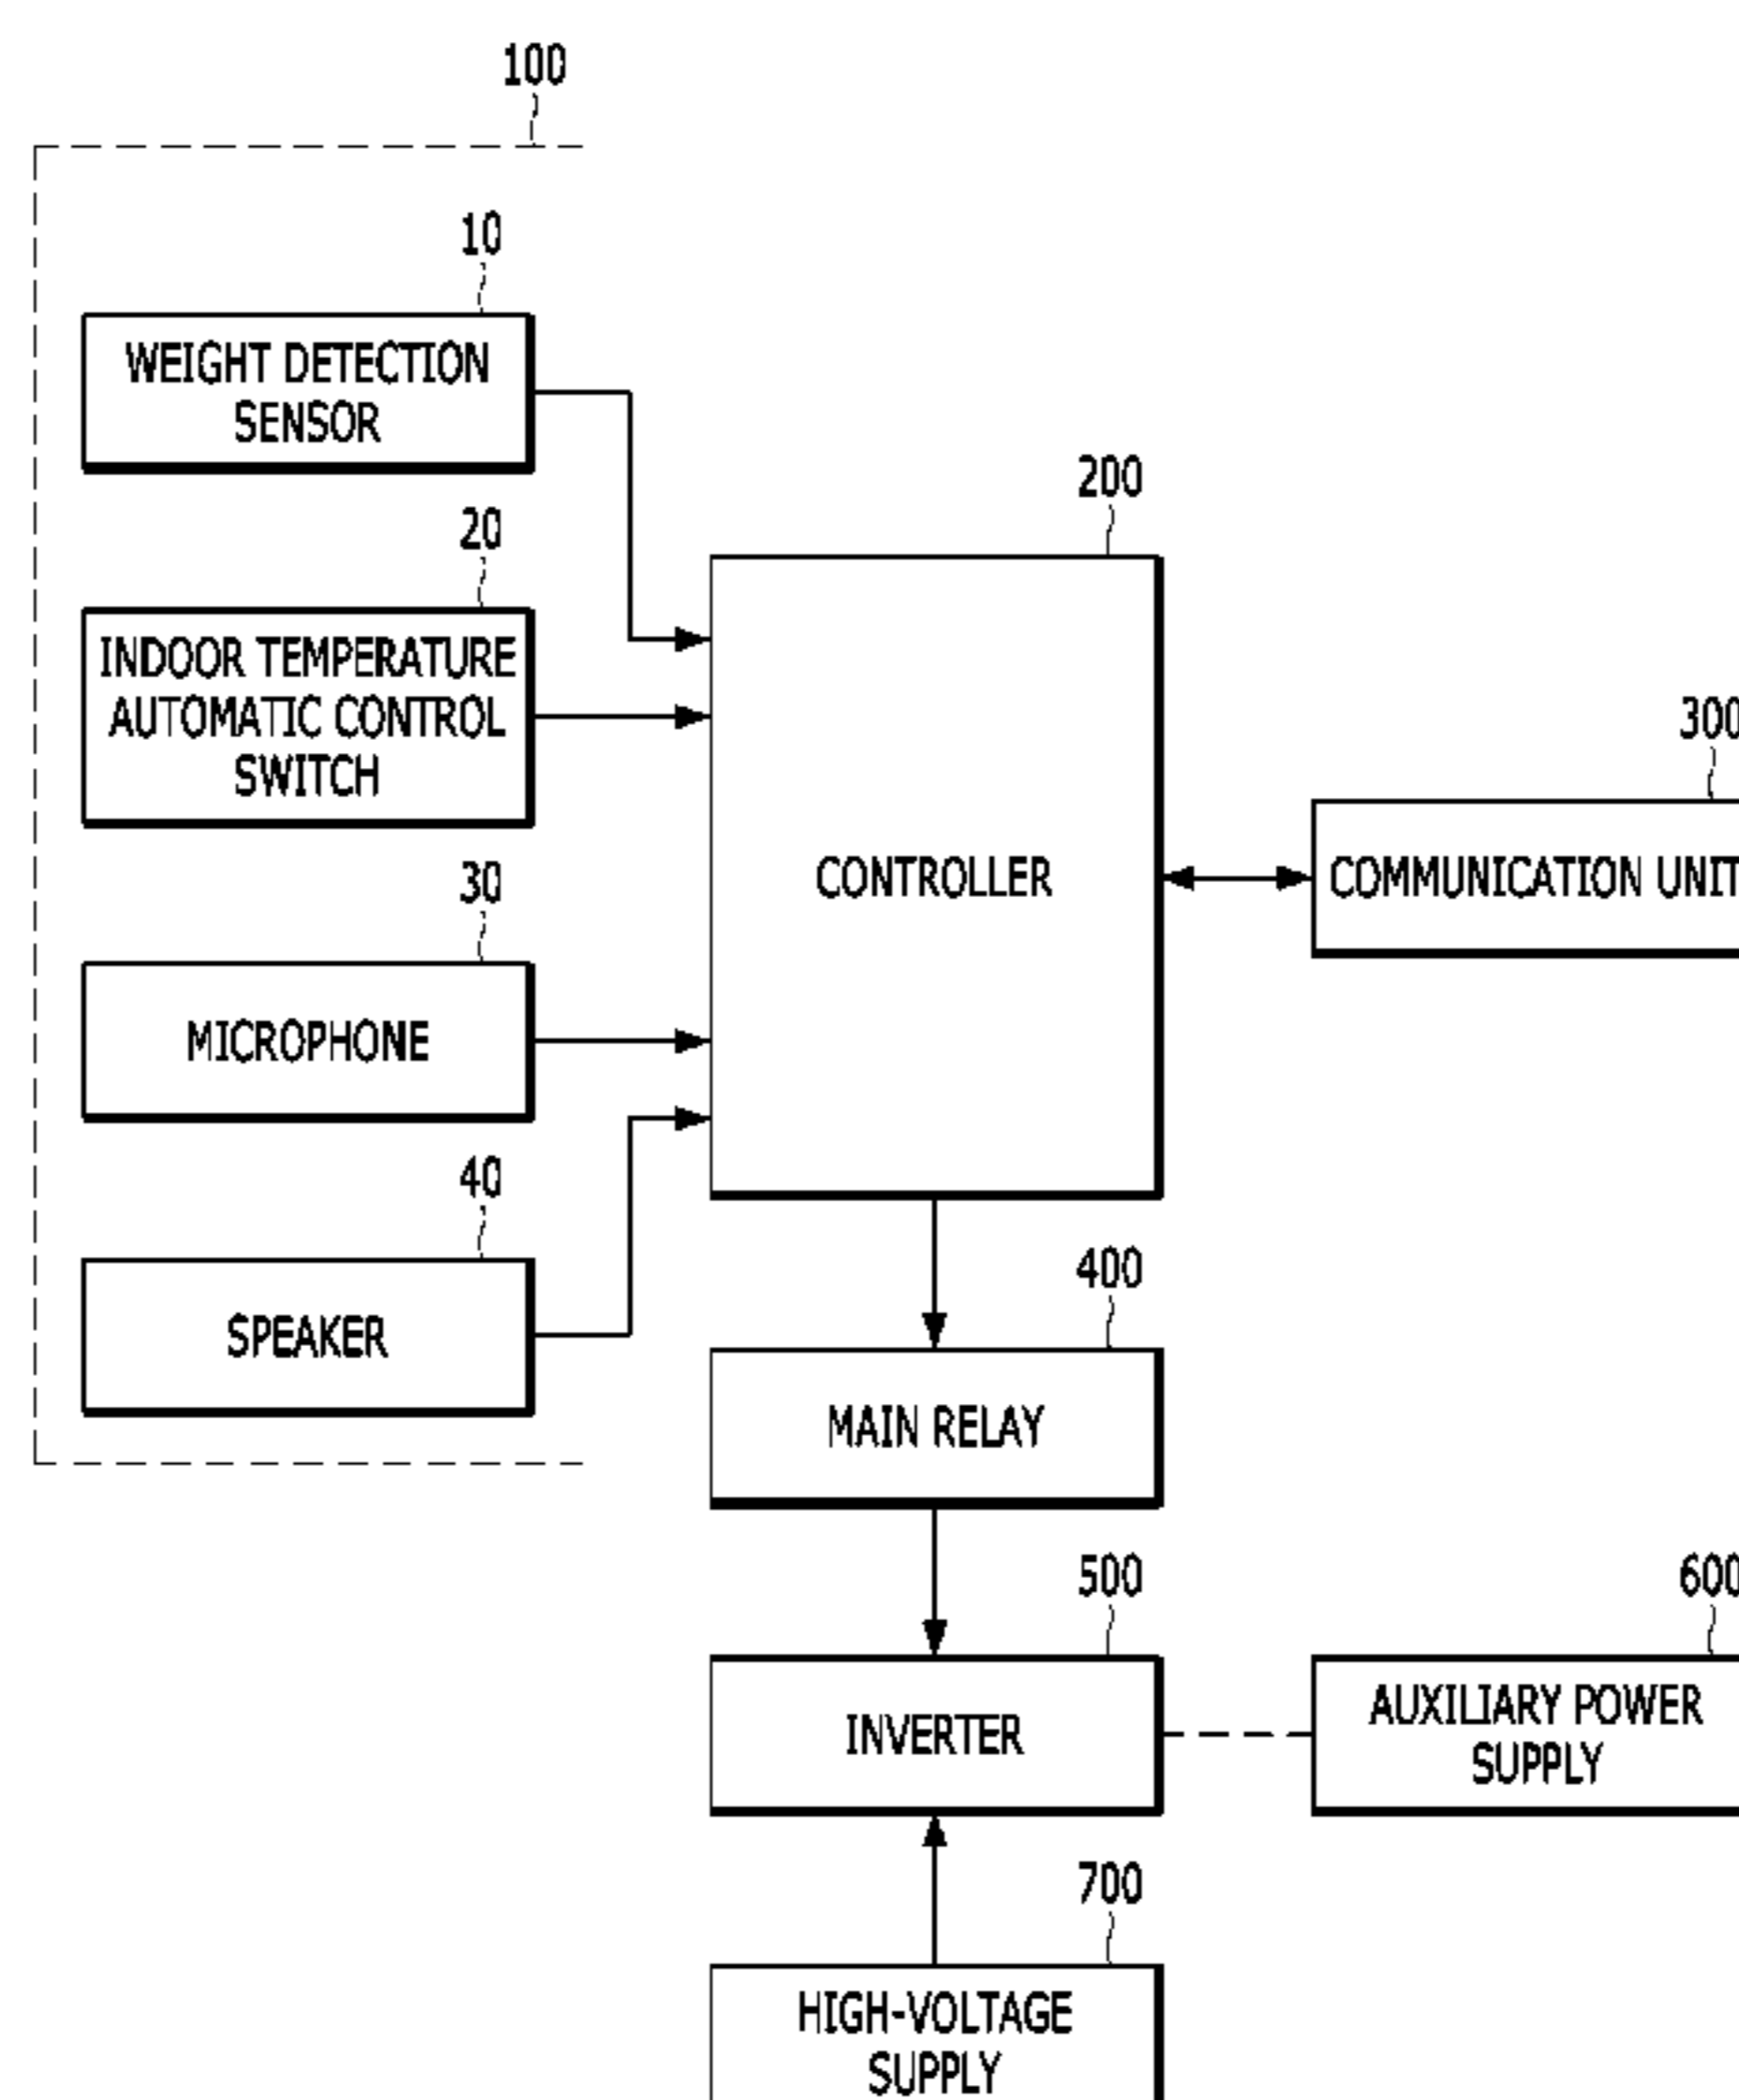 100
10
WEIGHT DETECTION
SENSOR
20
INDOOR TEMPERATURE
AUTOMATIC CONTROL
SWITCH
30
MICROPHONE
40
SPEAKER
200
CONTROLLER
300
COMMUNICATION UNIT
400
MAIN RELAY
500
INVERTER
600
AUXILIARY POWER
SUPPLY
700
HIGH-VOLTAGE
SUPPLY